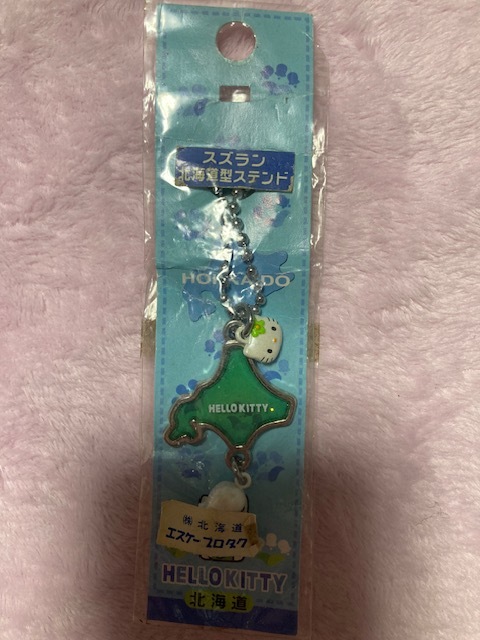 スズラン
北海道型ステンド
HOKKAIDO
HELLO KITTY
㈱北海道
エスケープロダク
HELLO KITTY
北海道